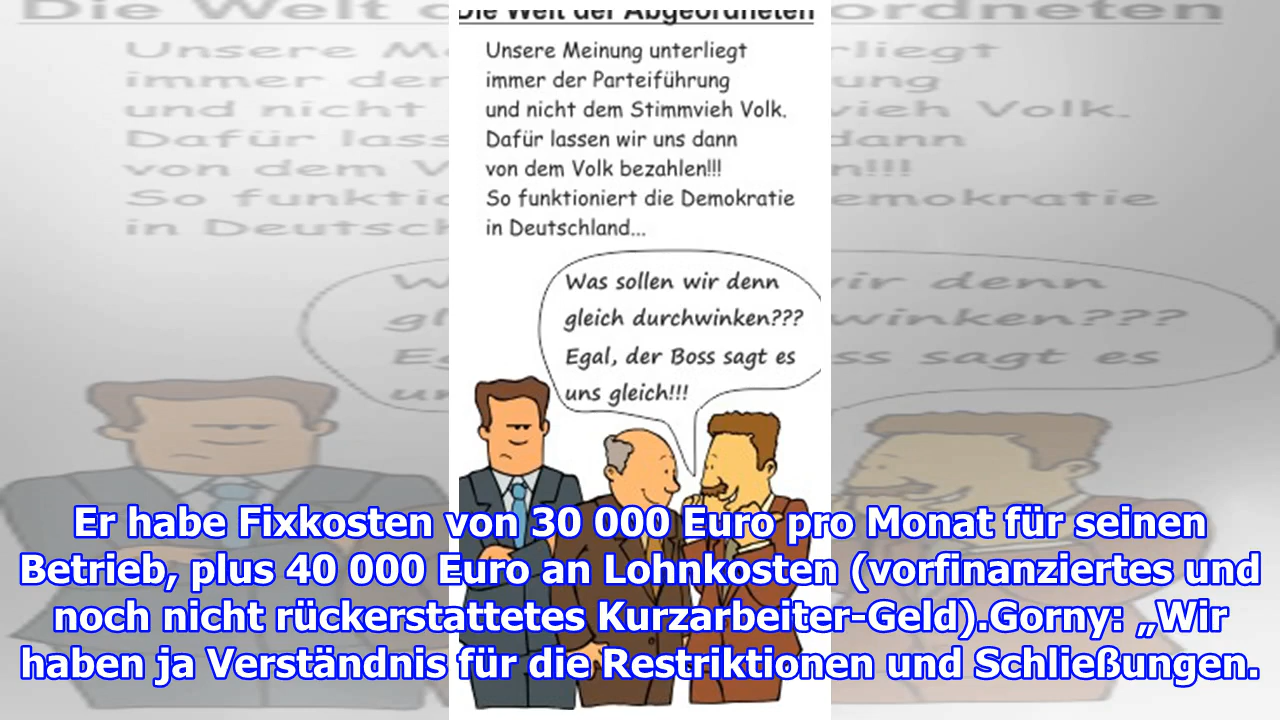 Die Welt der Abgeordneten
Unsere Meinung unterliegt
immer der Parteiführung
und nicht dem Stimmvieh Volk.
Dafür lassen wir uns dann
von dem Volk bezahlen!!!
So funktioniert die Demokratie
in Deutschland...
Was sollen wir denn
gleich durchwinken???
Egal, der Boss sagt es
uns gleich!!!
Er habe Fixkosten von 30 000 Euro pro Monat für seinen
Betrieb, plus 40 000 Euro an Lohnkosten (vorfinanziertes und
noch nicht rückerstattetes Kurzarbeiter-Geld).Gorny: „Wir
haben ja Verständnis für die Restriktionen und Schließungen.